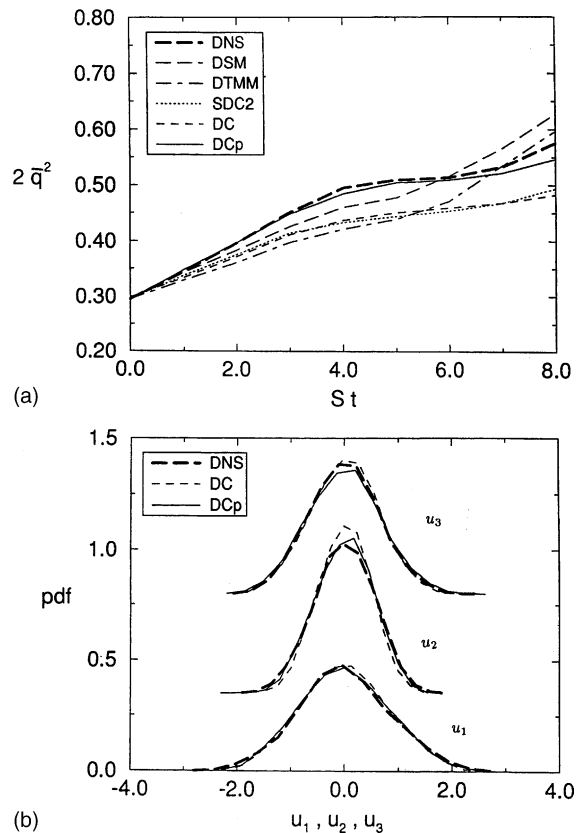 0.80
DNS
DSM
DTMM
SDC2
DC
DCp
0.70
0.60
2 q̄²
0.50
0.40
0.30
0.20
0.0 2.0 4.0 6.0 8.0
(a)
S t
1.5
DNS
DC
DCp
u₃
1.0
pdf
u₂
0.5
u₁
0.0
-4.0 -2.0 0.0 2.0 4.0
(b)
u₁ , u₂ , u₃